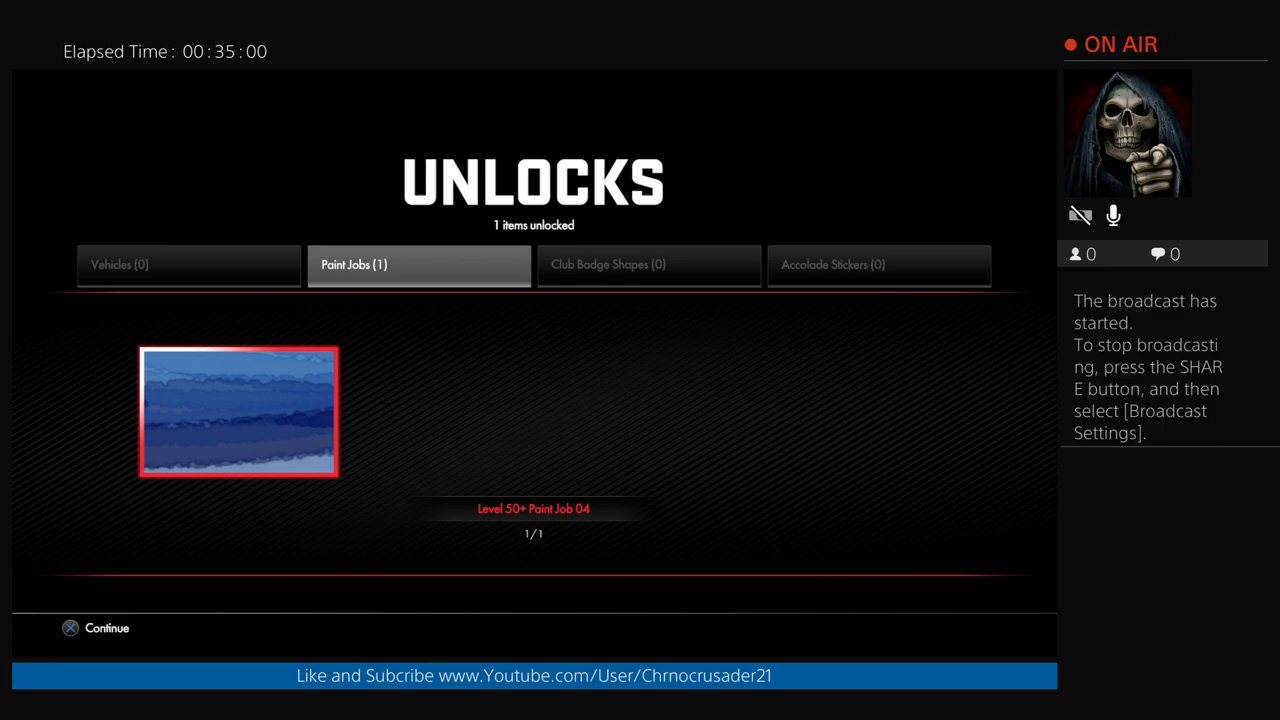 Elapsed Time: 00:35:00
ON AIR
UNLOCKS
1 items unlocked
Vehicles (0)
Paint Jobs (1)
Club Badge Shapes (0)
Accolade Stickers (0)
0
0
The broadcast has
started.
To stop broadcasti
ng, press the SHAR
E button, and then
select [Broadcast
Settings].
Level 50+ Paint Job 04
1/1
Continue
Like and Subcribe www.Youtube.com/User/Chrnocrusader21